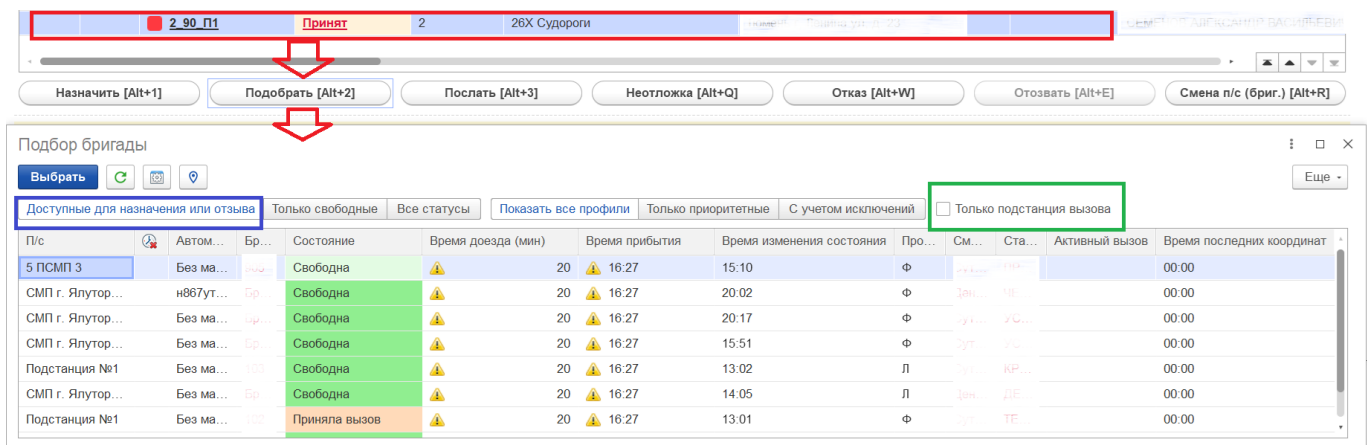 2_90_П1 Принят 2 26Х Судороги
Назначить [Alt+1] Подобрать [Alt+2] Послать [Alt+3] Неотложка [Alt+Q] Отказ [Alt+W] Отозвать [Alt+E] Смена п/с (бриг.) [Alt+R]
Подбор бригады
Выбрать Еще
Доступные для назначения или отзыва Только свободные Все статусы Показать все профили Только приоритетные С учетом исключений Только подстанция вызова
П/с Автом... Бр... Состояние Время доезда (мин) Время прибытия Время изменения состояния Про... См... Ста... Активный вызов Время последних координат
5 ПСМП 3 Без ма... Свободна 20 16:27 15:10 Ф 00:00
СМП г. Ялутор... н867ут... Свободна 20 16:27 20:02 Ф 00:00
СМП г. Ялутор... Без ма... Свободна 20 16:27 20:17 Ф 00:00
СМП г. Ялутор... Без ма... Свободна 20 16:27 15:51 Ф 00:00
Подстанция №1 Без ма... Свободна 20 16:27 13:02 Л КР... 00:00
СМП г. Ялутор... Без ма... Свободна 20 16:27 14:05 Л 00:00
Подстанция №1 Без ма... Приняла вызов 20 16:27 13:01 Ф ТЕ... 00:00